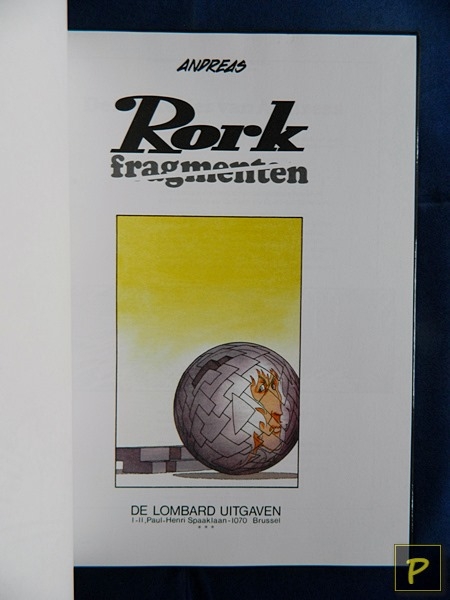 ANDREAS
Rork
fragmenten
DE LOMBARD UITGAVEN
1-11, Paul-Henri Spaaklaan-1070 Brussel
***
P